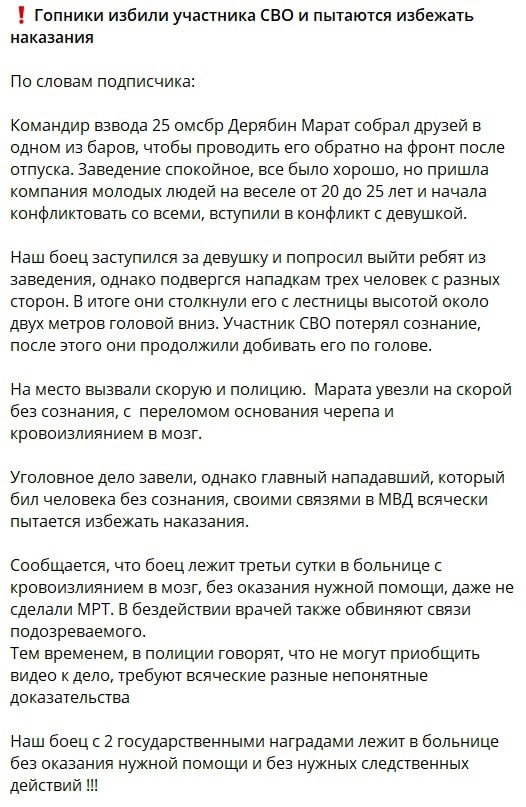 ❗ Гопники избили участника СВО и пытаются избежать
наказания
По словам подписчика:
Командир взвода 25 омсбр Дерябин Марат собрал друзей в
одном из баров, чтобы проводить его обратно на фронт после
отпуска. Заведение спокойное, все было хорошо, но пришла
компания молодых людей на веселе от 20 до 25 лет и начала
конфликтовать со всеми, вступили в конфликт с девушкой.
Наш боец заступился за девушку и попросил выйти ребят из
заведения, однако подвергся нападкам трех человек с разных
сторон. В итоге они столкнули его с лестницы высотой около
двух метров головой вниз. Участник СВО потерял сознание,
после этого они продолжили добивать его по голове.
На место вызвали скорую и полицию. Марата увезли на скорой
без сознания, с переломом основания черепа и
кровоизлиянием в мозг.
Уголовное дело завели, однако главный нападавший, который
бил человека без сознания, своими связями в МВД всячески
пытается избежать наказания.
Сообщается, что боец лежит третьи сутки в больнице с
кровоизлиянием в мозг, без оказания нужной помощи, даже не
сделали МРТ. В бездействии врачей также обвиняют связи
подозреваемого.
Тем временем, в полиции говорят, что не могут приобщить
видео к дело, требуют всяческие разные непонятные
доказательства
Наш боец с 2 государственными наградами лежит в больнице
без оказания нужной помощи и без нужных следственных
действий !!!